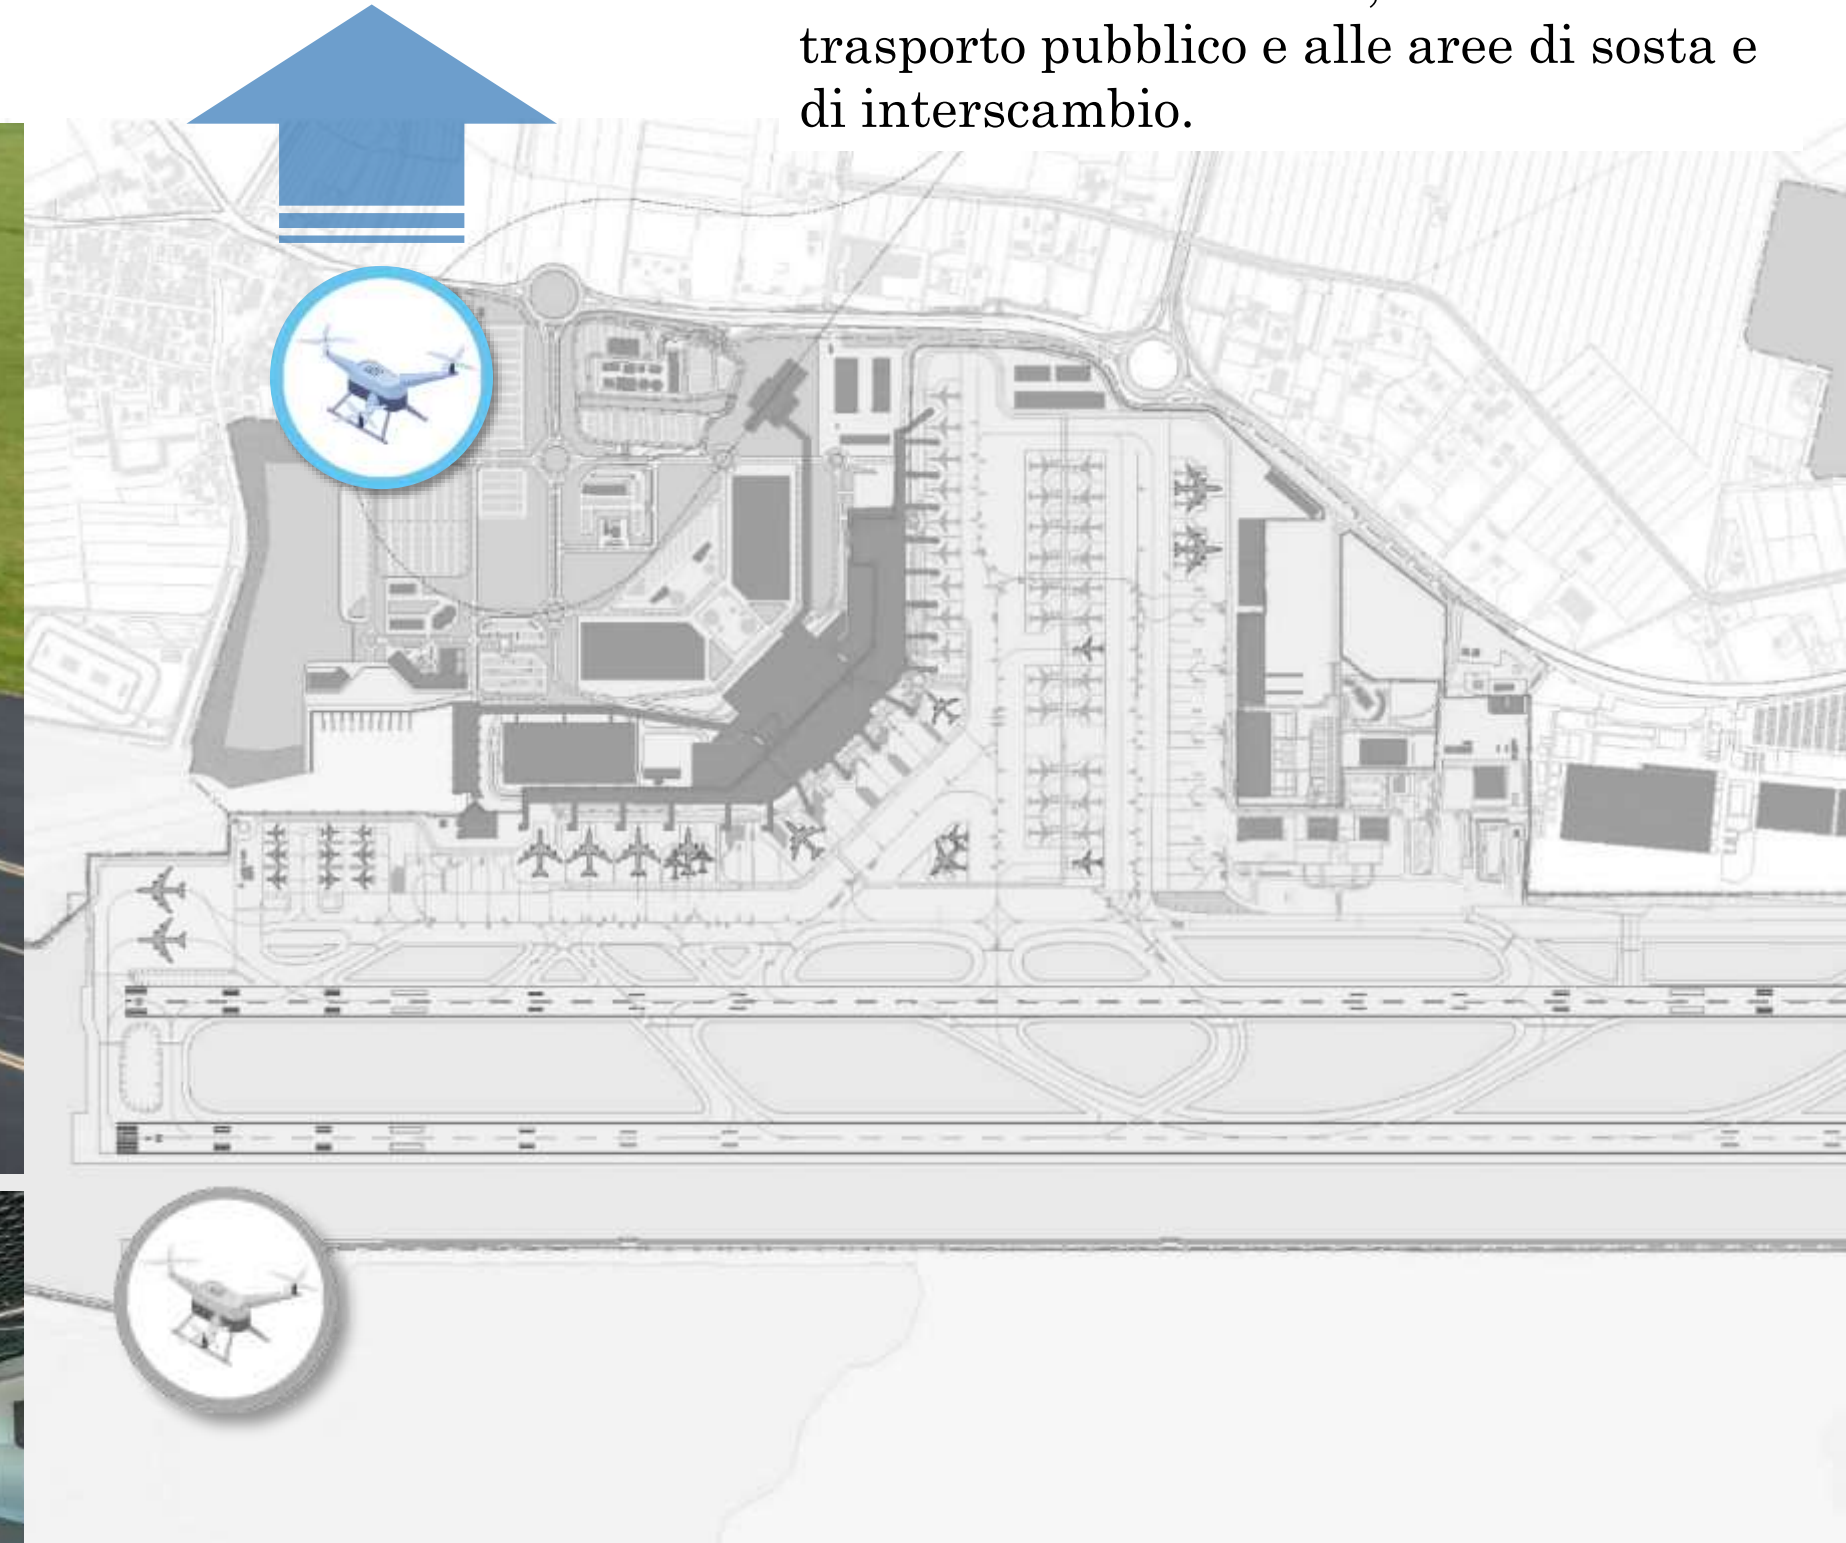 trasporto pubblico e alle aree di sosta e
di interscambio.